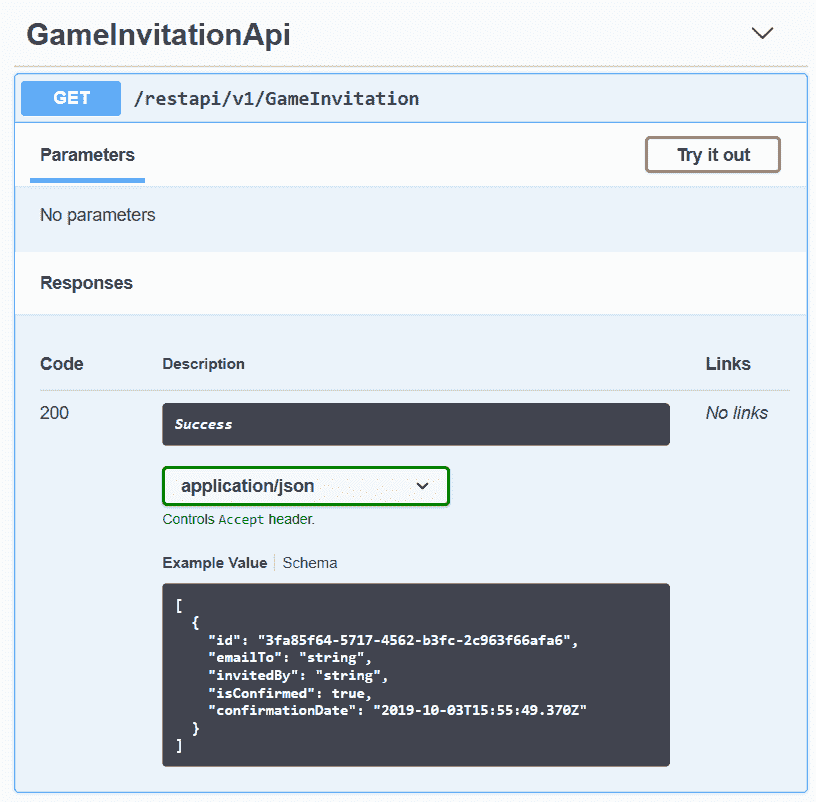 GameInvitationApi
GET /restapi/v1/GameInvitation
Parameters
Try it out
No parameters
Responses
Code Description Links
200
Success
No links
application/json
Controls Accept header.
Example Value Schema
[
  {
    "id": "3fa85f64-5717-4562-b3fc-2c963f66afa6",
    "emailTo": "string",
    "invitedBy": "string",
    "isConfirmed": true,
    "confirmationDate": "2019-10-03T15:55:49.370Z"
  }
]